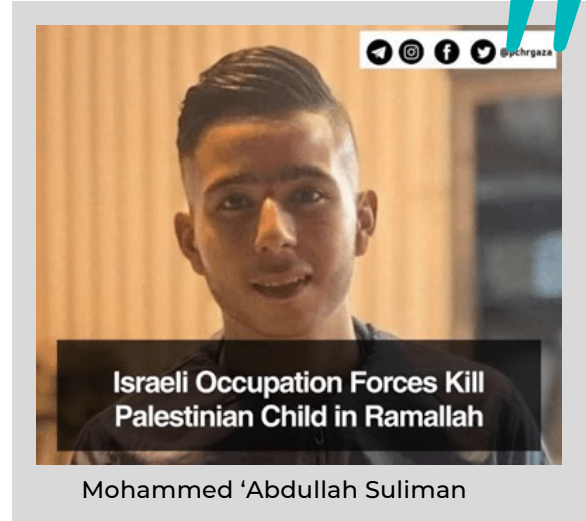 @pchrgaza
Israeli Occupation Forces Kill
Palestinian Child in Ramallah
Mohammed ‘Abdullah Suliman